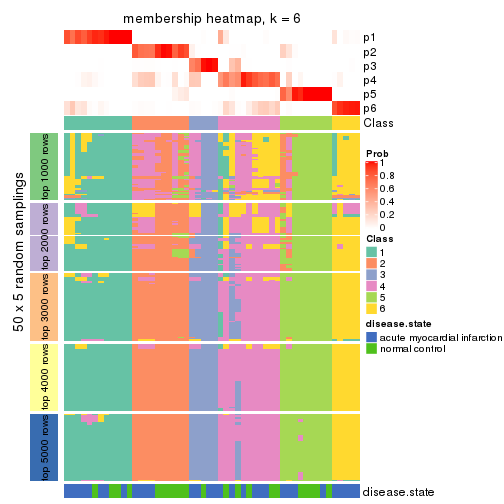 membership heatmap, k = 6
p1
p2
p3
p4
p5
p6
Class
50 x 5 random samplings
top 1000 rows
top 2000 rows
top 3000 rows
top 4000 rows
top 5000 rows
Prob
1
0.8
0.6
0.4
0.2
0
Class
1
2
3
4
5
6
disease.state
acute myocardial infarction
normal control
disease.state